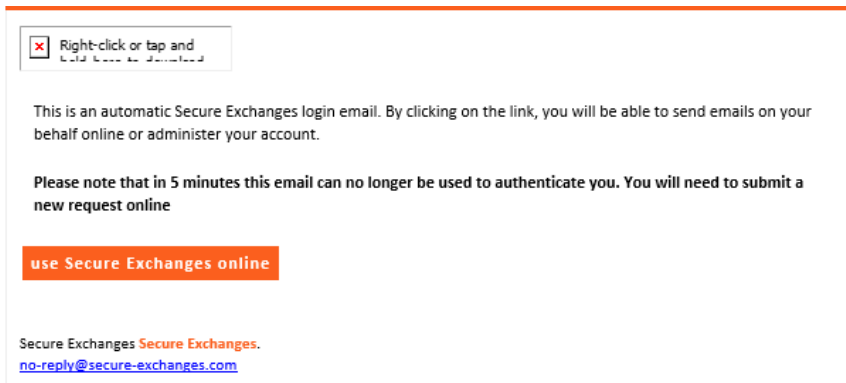 Right-click or tap and
This is an automatic Secure Exchanges login email. By clicking on the link, you will be able to send emails on your
behalf online or administer your account.
Please note that in 5 minutes this email can no longer be used to authenticate you. You will need to submit a
new request online
use Secure Exchanges online
Secure Exchanges Secure Exchanges.
no-reply@secure-exchanges.com